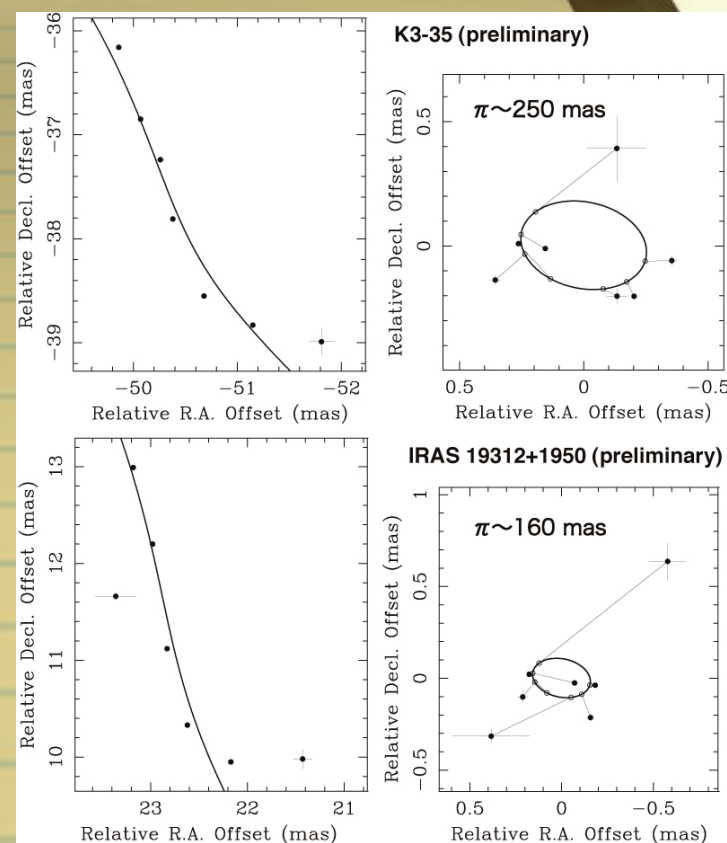 K3-35 (preliminary)
−36
−37
−38
−39
Relative Decl. Offset (mas)
−50
−51
−52
Relative R.A. Offset (mas)
π～250 mas
0.5
0
Relative Decl. Offset (mas)
0.5
0
−0.5
Relative R.A. Offset (mas)
IRAS 19312+1950 (preliminary)
13
12
11
10
Relative Decl. Offset (mas)
23
22
21
Relative R.A. Offset (mas)
π～160 mas
1
0.5
0
−0.5
Relative Decl. Offset (mas)
0.5
0
−0.5
Relative R.A. Offset (mas)